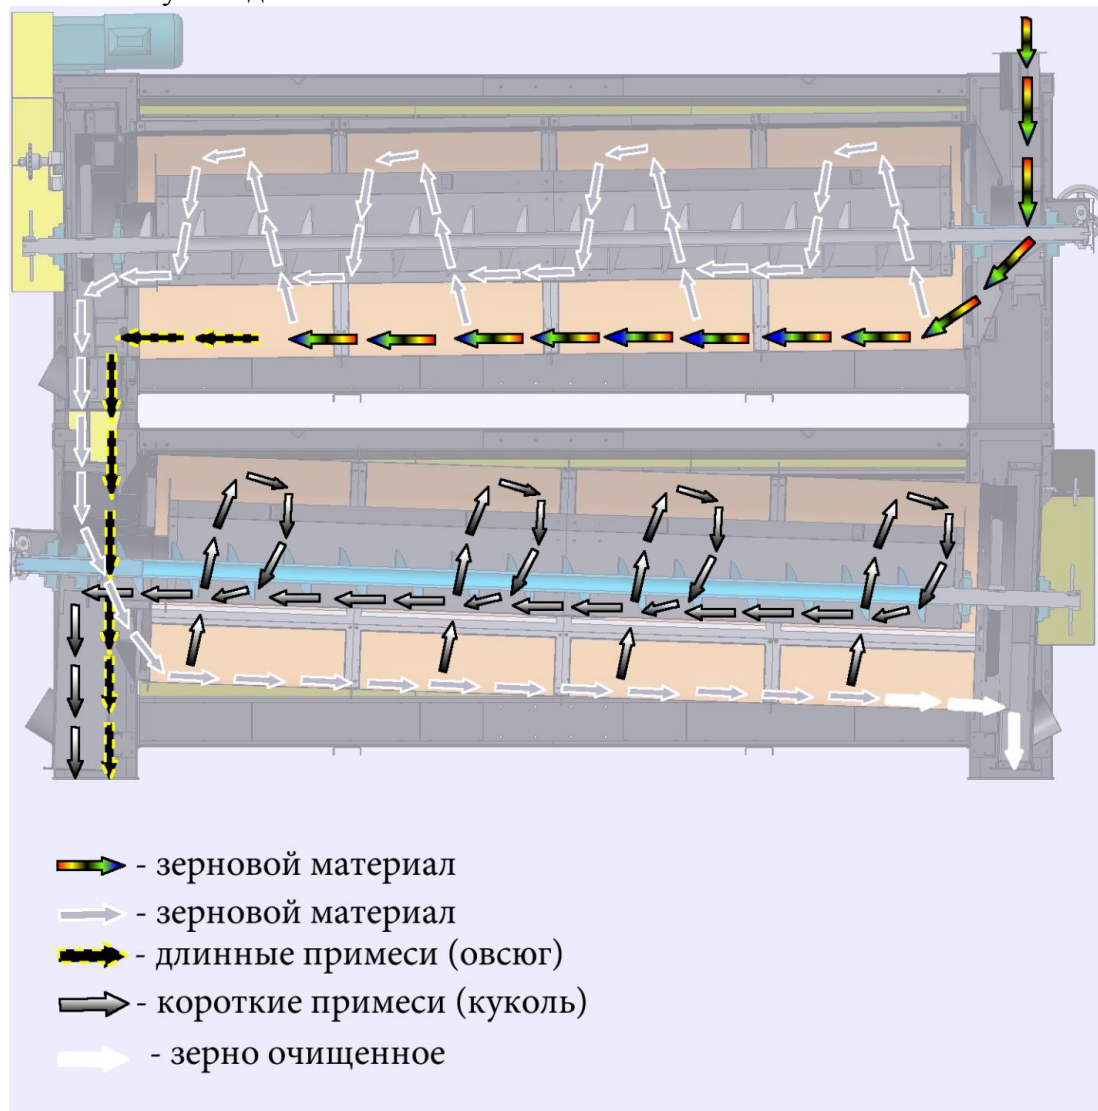 - зерновой материал
- зерновой материал
- длинные примеси (овсюг)
- короткие примеси (куколь)
- зерно очищенное